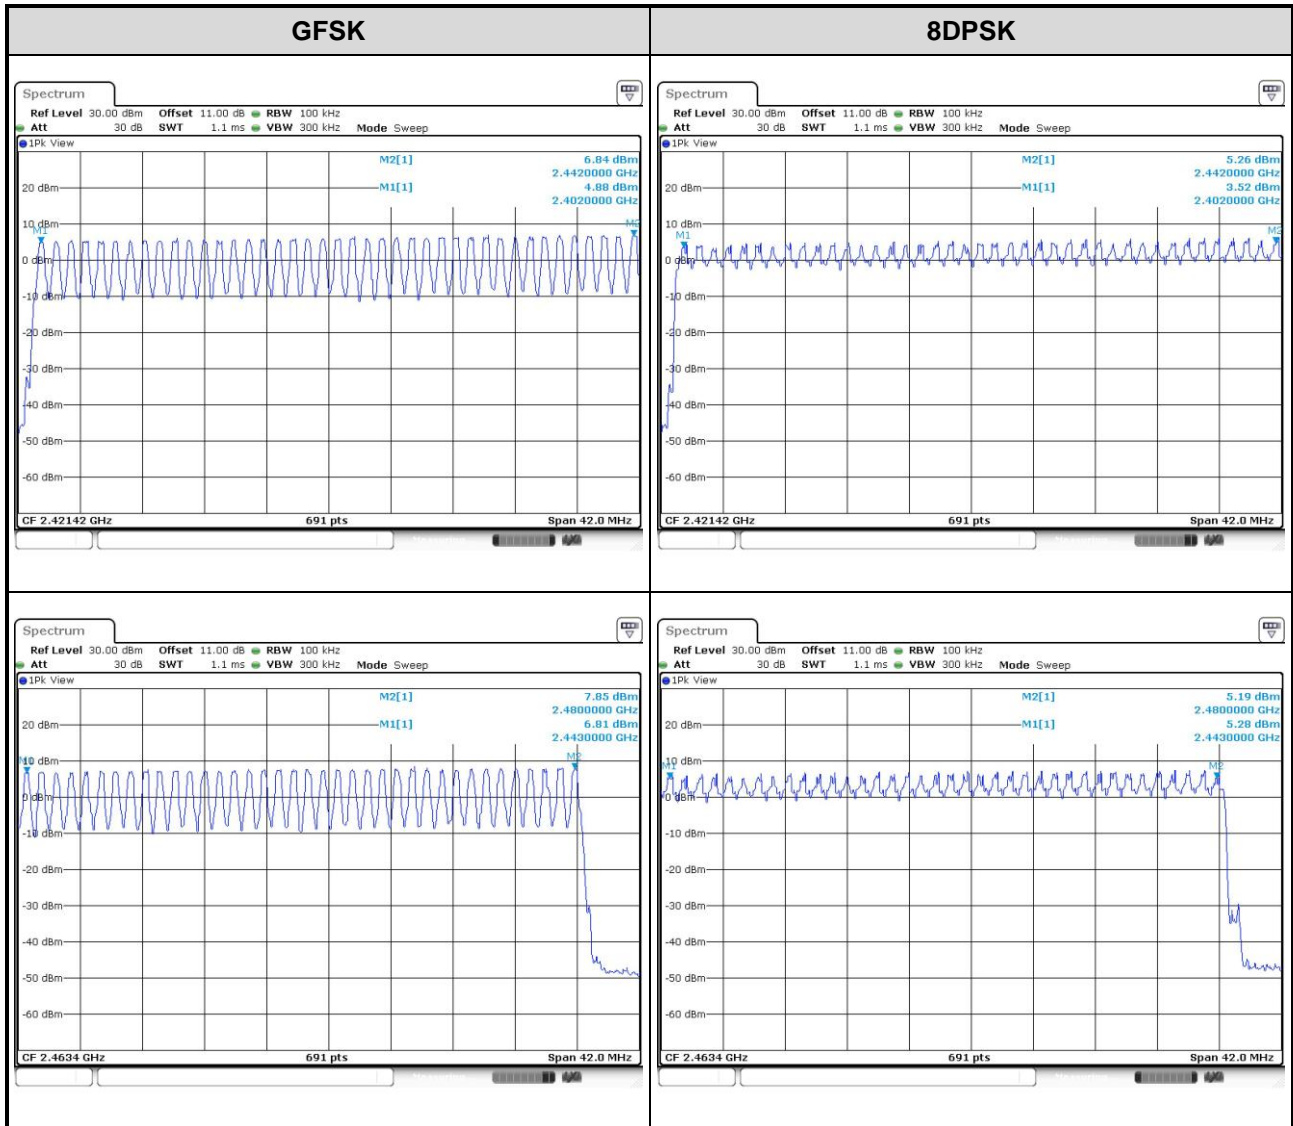 GFSK 8DPSK
Spectrum
Ref Level 30.00 dBm Offset 11.00 dB RBW 100 kHz
Att 30 dB SWT 1.1 ms VBW 300 kHz Mode Sweep
1Pk View
M2[1] 6.84 dBm
2.4420000 GHz
20 dBm M1[1] 4.88 dBm
2.4020000 GHz
10 dBm
M1 M2
0 dBm
-10 dBm
-20 dBm
-30 dBm
-40 dBm
-50 dBm
-60 dBm
CF 2.42142 GHz 691 pts Span 42.0 MHz
Spectrum
Ref Level 30.00 dBm Offset 11.00 dB RBW 100 kHz
Att 30 dB SWT 1.1 ms VBW 300 kHz Mode Sweep
1Pk View
M2[1] 5.26 dBm
2.4420000 GHz
20 dBm M1[1] 3.52 dBm
2.4020000 GHz
10 dBm
M1 M2
0 dBm
-10 dBm
-20 dBm
-30 dBm
-40 dBm
-50 dBm
-60 dBm
CF 2.42142 GHz 691 pts Span 42.0 MHz
Spectrum
Ref Level 30.00 dBm Offset 11.00 dB RBW 100 kHz
Att 30 dB SWT 1.1 ms VBW 300 kHz Mode Sweep
1Pk View
M2[1] 7.85 dBm
2.4800000 GHz
20 dBm M1[1] 6.81 dBm
2.4430000 GHz
M1 10 dBm M2
0 dBm
-10 dBm
-20 dBm
-30 dBm
-40 dBm
-50 dBm
-60 dBm
CF 2.4634 GHz 691 pts Span 42.0 MHz
Spectrum
Ref Level 30.00 dBm Offset 11.00 dB RBW 100 kHz
Att 30 dB SWT 1.1 ms VBW 300 kHz Mode Sweep
1Pk View
M2[1] 5.19 dBm
2.4800000 GHz
20 dBm M1[1] 5.28 dBm
2.4430000 GHz
10 dBm
M1 M2
0 dBm
-10 dBm
-20 dBm
-30 dBm
-40 dBm
-50 dBm
-60 dBm
CF 2.4634 GHz 691 pts Span 42.0 MHz